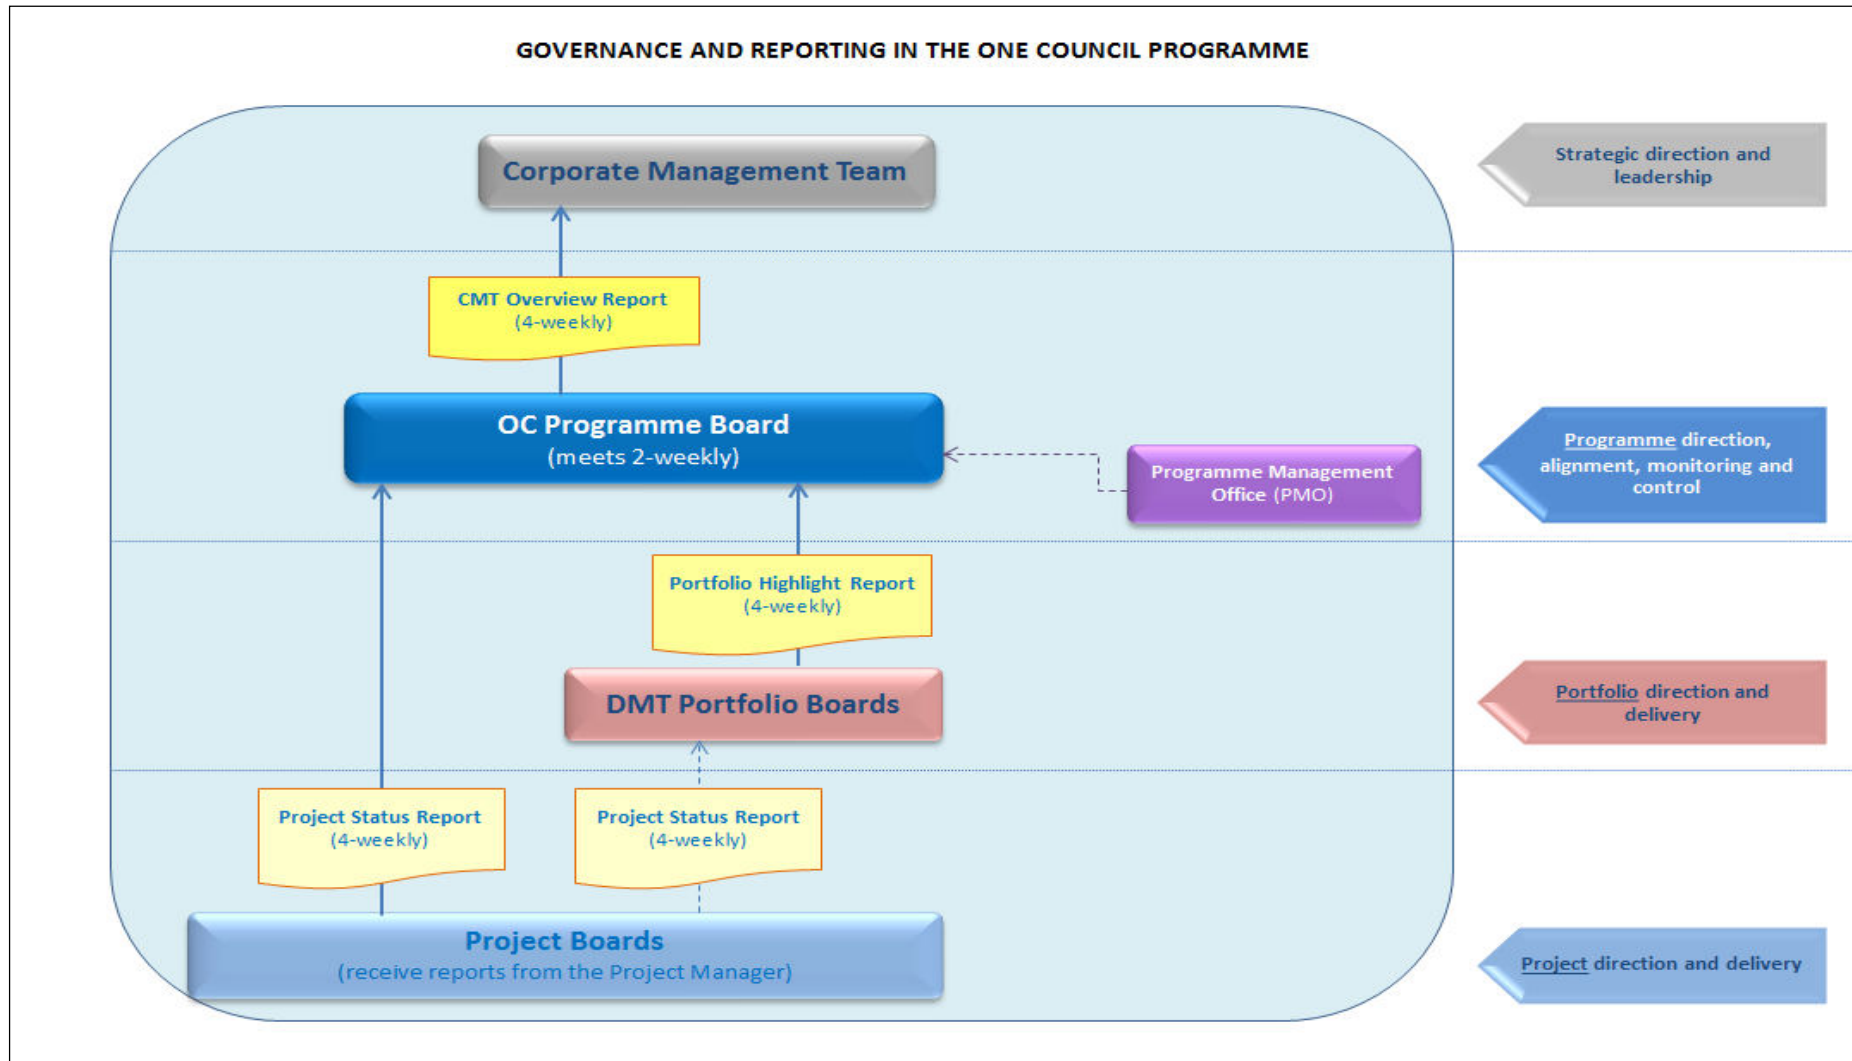 GOVERNANCE AND REPORTING IN THE ONE COUNCIL PROGRAMME
Corporate Management Team
Strategic direction and
leadership
CMT Overview Report
(4-weekly)
OC Programme Board
(meets 2-weekly)
Programme Management
Office (PMO)
Programme direction,
alignment, monitoring and
control
Portfolio Highlight Report
(4-weekly)
DMT Portfolio Boards
Portfolio direction and
delivery
Project Status Report
(4-weekly)
Project Status Report
(4-weekly)
Project Boards
(receive reports from the Project Manager)
Project direction and delivery